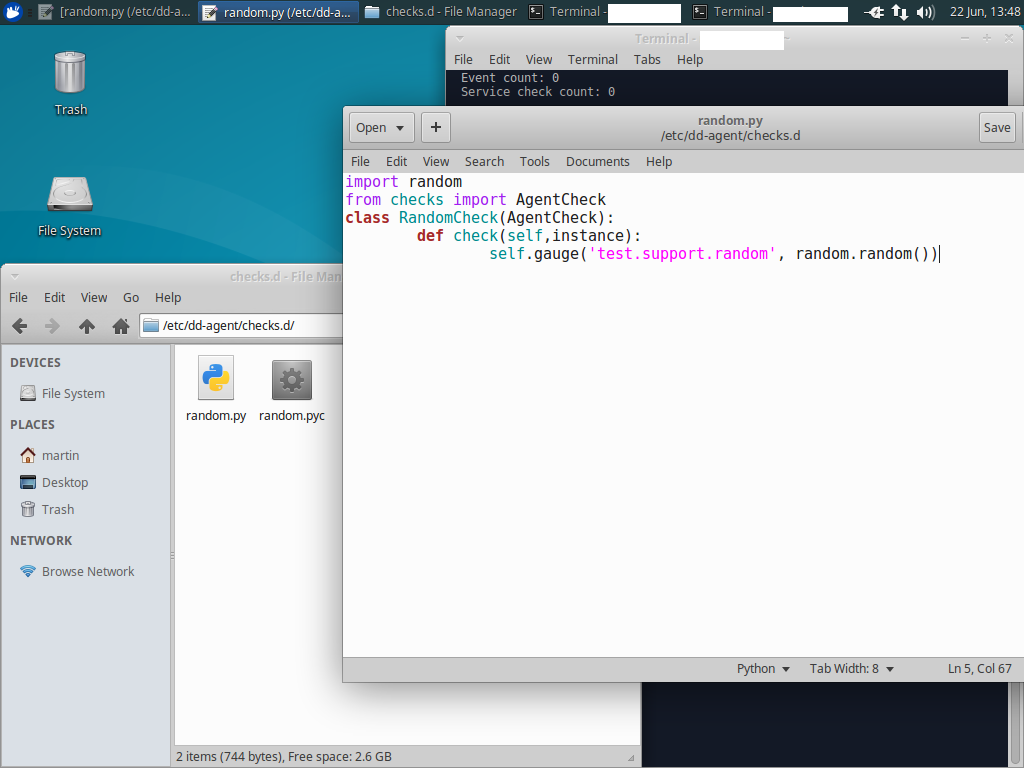 [random.py (/etc/dd-a...
random.py (/etc/dd-a...
checks.d - File Manager
Terminal -
Terminal -
22 Jun, 13:48
Trash
File System
Terminal - -
File Edit View Terminal Tabs Help
Event count: 0
Service check count: 0
Open
random.py
/etc/dd-agent/checks.d
Save
File Edit View Search Tools Documents Help
import random
from checks import AgentCheck
class RandomCheck(AgentCheck):
        def check(self,instance):
                self.gauge('test.support.random', random.random())
Python
Tab Width: 8
Ln 5, Col 67
checks.d - File Man
File Edit View Go Help
/etc/dd-agent/checks.d/
DEVICES
File System
PLACES
martin
Desktop
Trash
NETWORK
Browse Network
random.py
random.pyc
2 items (744 bytes), Free space: 2.6 GB